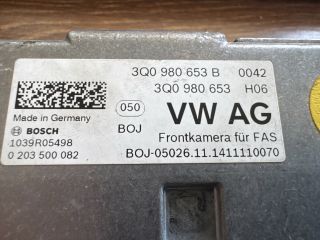 3Q0 980 653 B 0042
3Q0 980 653 H06
050 VW AG
Made in Germany
BOSCH BOJ Frontkamera für FAS
1039R05498
0 203 500 082 BOJ-05026.11.1411110070